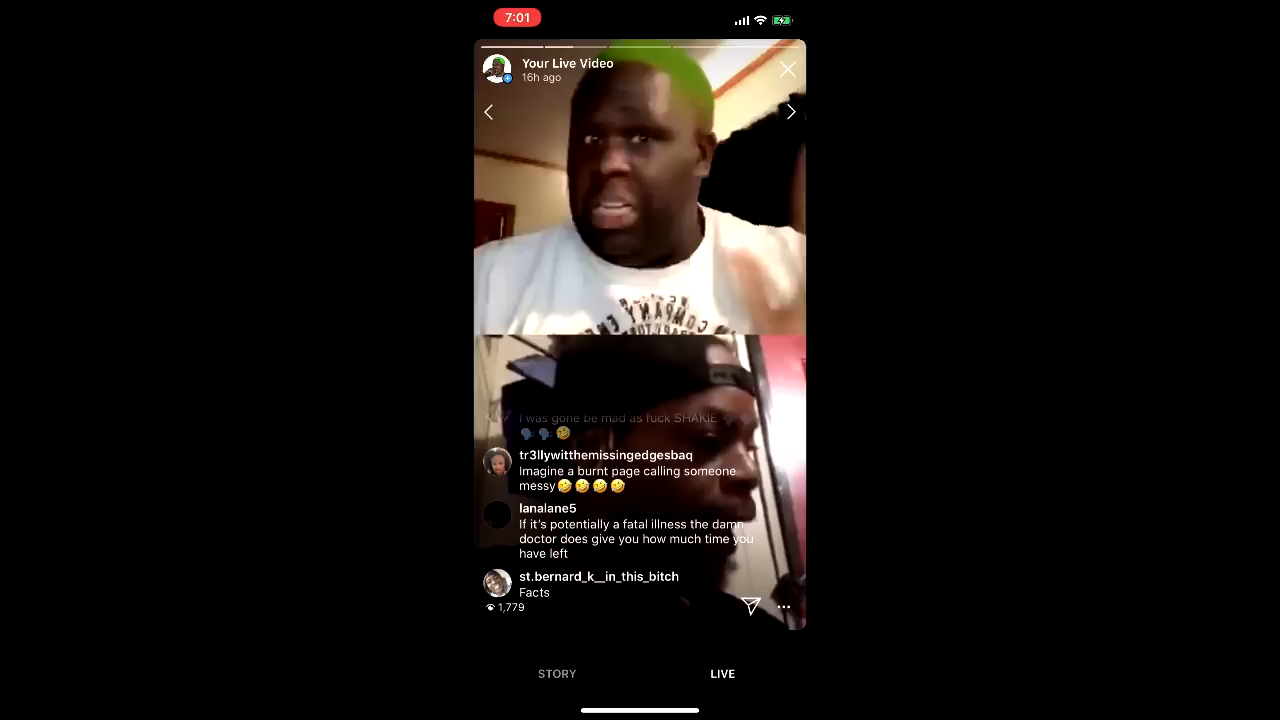 7:01
Your Live Video
16h ago
COMPANY
I was gone be mad as fuck SHAKIE 🗣️
🗣️ 🗣️ 🤣
tr3llywitthemissingedgesbaq
Imagine a burnt page calling someone
messy🤣 🤣 🤣 🤣
lanalane5
If it's potentially a fatal illness the damn
doctor does give you how much time you
have left
st.bernard_k__in_this_bitch
Facts
1,779
STORY
LIVE